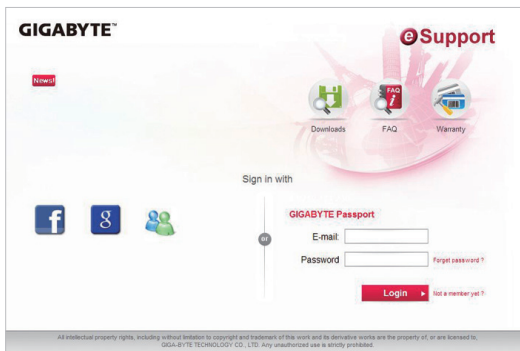 GIGABYTE™
eSupport
News!
FAQ
Downloads
FAQ
Warranty
Sign in with
f
g
or
GIGABYTE Passport
E-mail:
Password
Forget password ?
Login
Not a member yet ?
All intellectual property rights, including without limitation to copyright and trademark of this work and its derivative works are the property of, or are licensed to,
GIGA-BYTE TECHNOLOGY CO., LTD. Any unauthorized use is strictly prohibited.